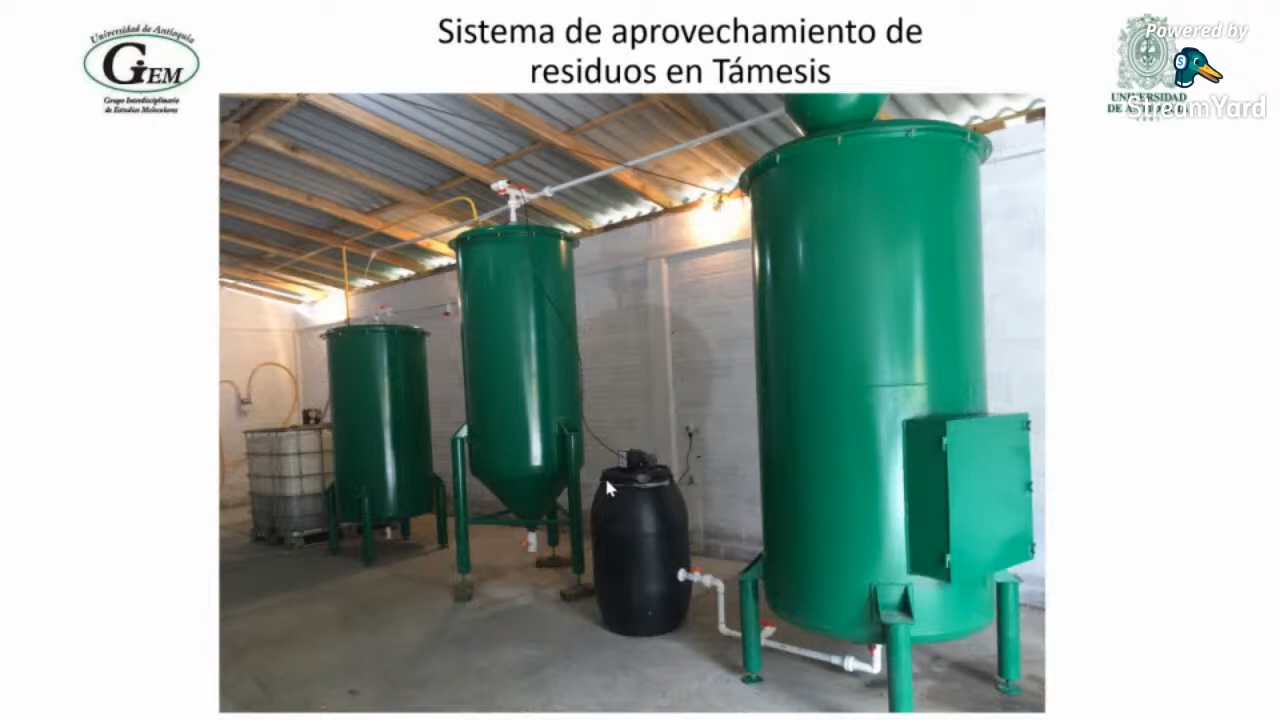 Sistema de aprovechamiento de
residuos en Támesis
Universidad de Antioquia
GIEM
Grupo Interdisciplinario
de Estudios Moleculares
Powered by
StreamYard
UNIVERSIDAD
DE ANTIOQUIA